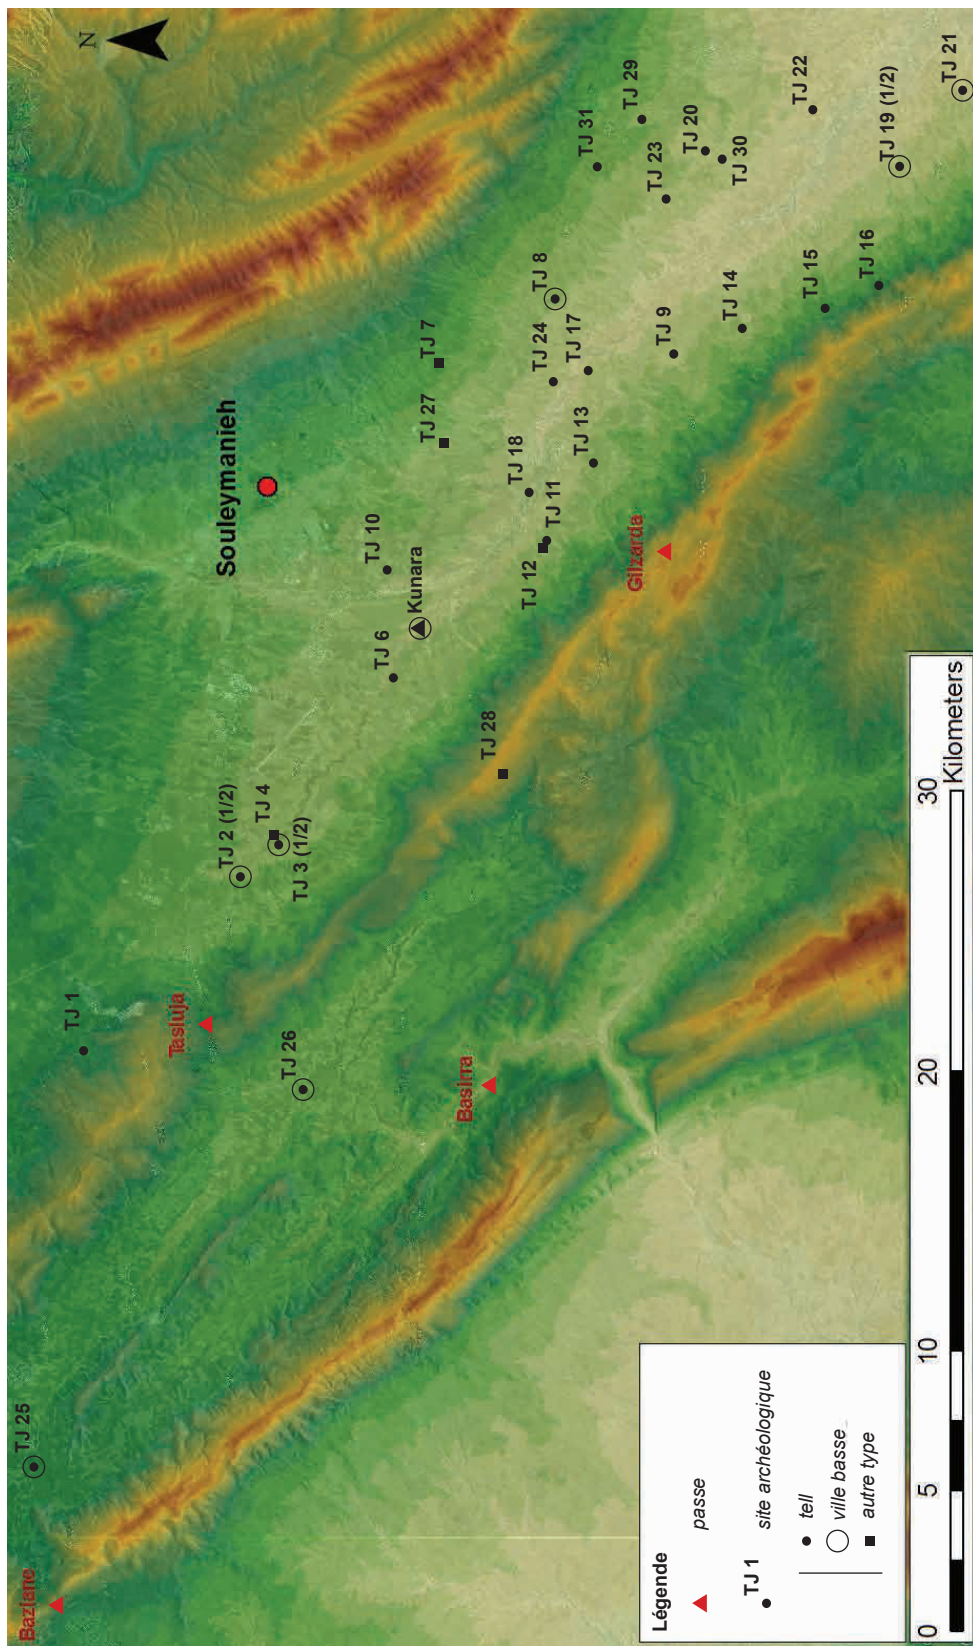 N
Bazlane
TJ 25
TJ 1
Tasluja
TJ 26
Basirra
TJ 2 (1/2)
TJ 4
TJ 3 (1/2)
TJ 28
Souleymanieh
TJ 10
TJ 6
Kunara
TJ 27
TJ 7
TJ 18
TJ 11
TJ 12
Gilzarda
TJ 24
TJ 17
TJ 13
TJ 8
TJ 9
TJ 14
TJ 15
TJ 16
TJ 31
TJ 29
TJ 23
TJ 20
TJ 30
TJ 22
TJ 19 (1/2)
TJ 21
Légende
passe
TJ 1 site archéologique
tell
ville basse
autre type
0 5 10 20 30
Kilometers